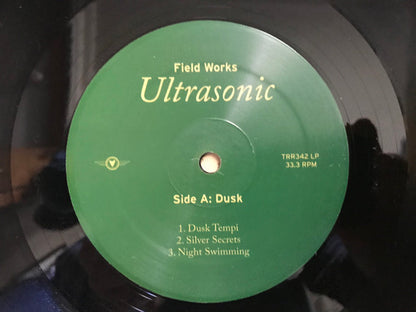 Field Works
Ultrasonic
TRR342 LP
33.3 RPM
Side A: Dusk
1. Dusk Tempi
2. Silver Secrets
3. Night Swimming